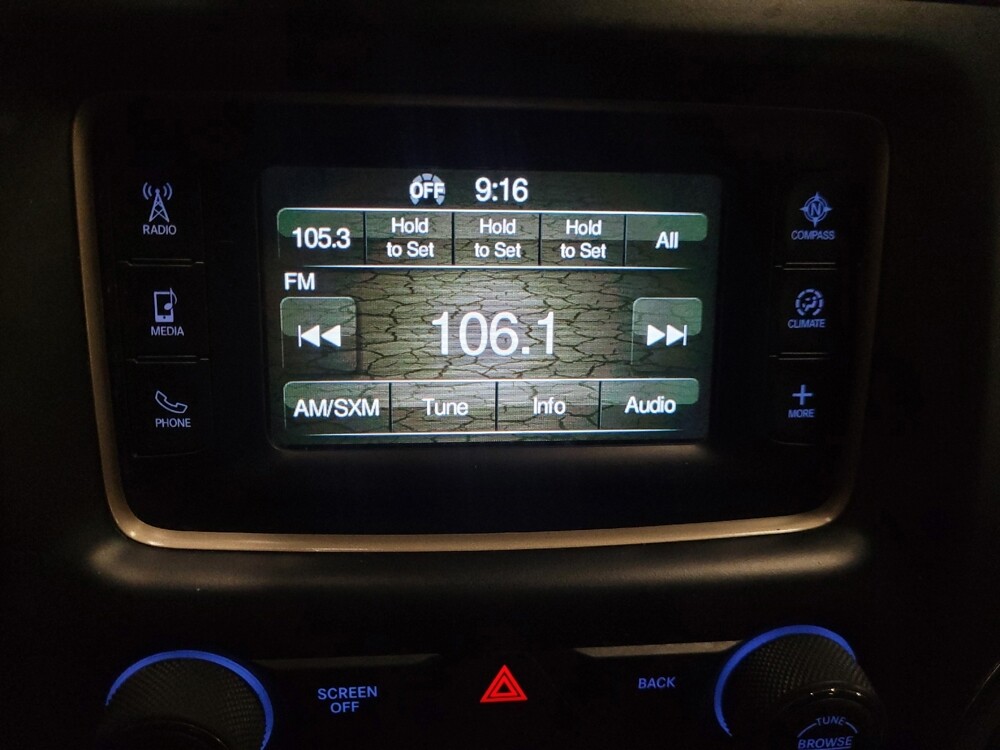 OFF 9:16
105.3 Hold to Set Hold to Set Hold to Set All
FM
106.1
AM/SXM Tune Info Audio
RADIO
MEDIA
PHONE
N
COMPASS
CLIMATE
MORE
SCREEN OFF
BACK
TUNE
BROWSE